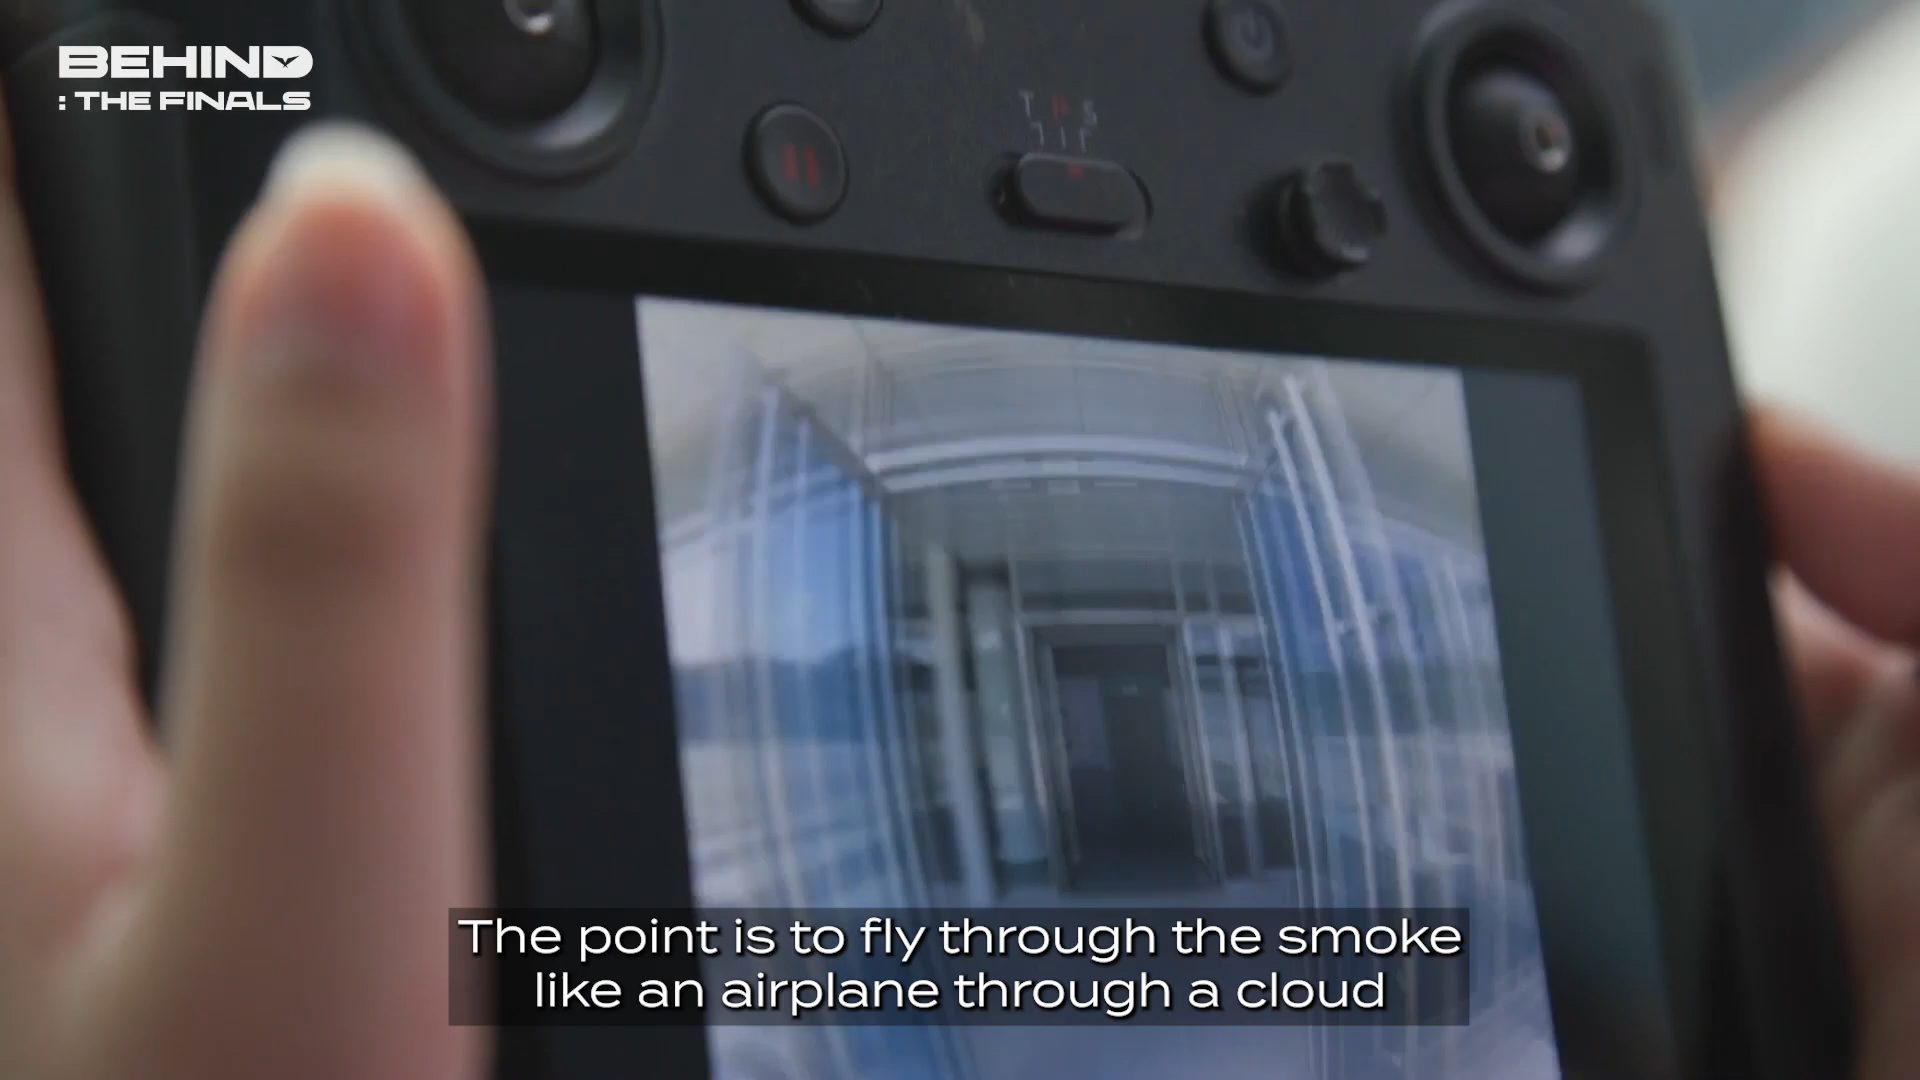 BEHIND
: THE FINALS
T P S
The point is to fly through the smoke
like an airplane through a cloud